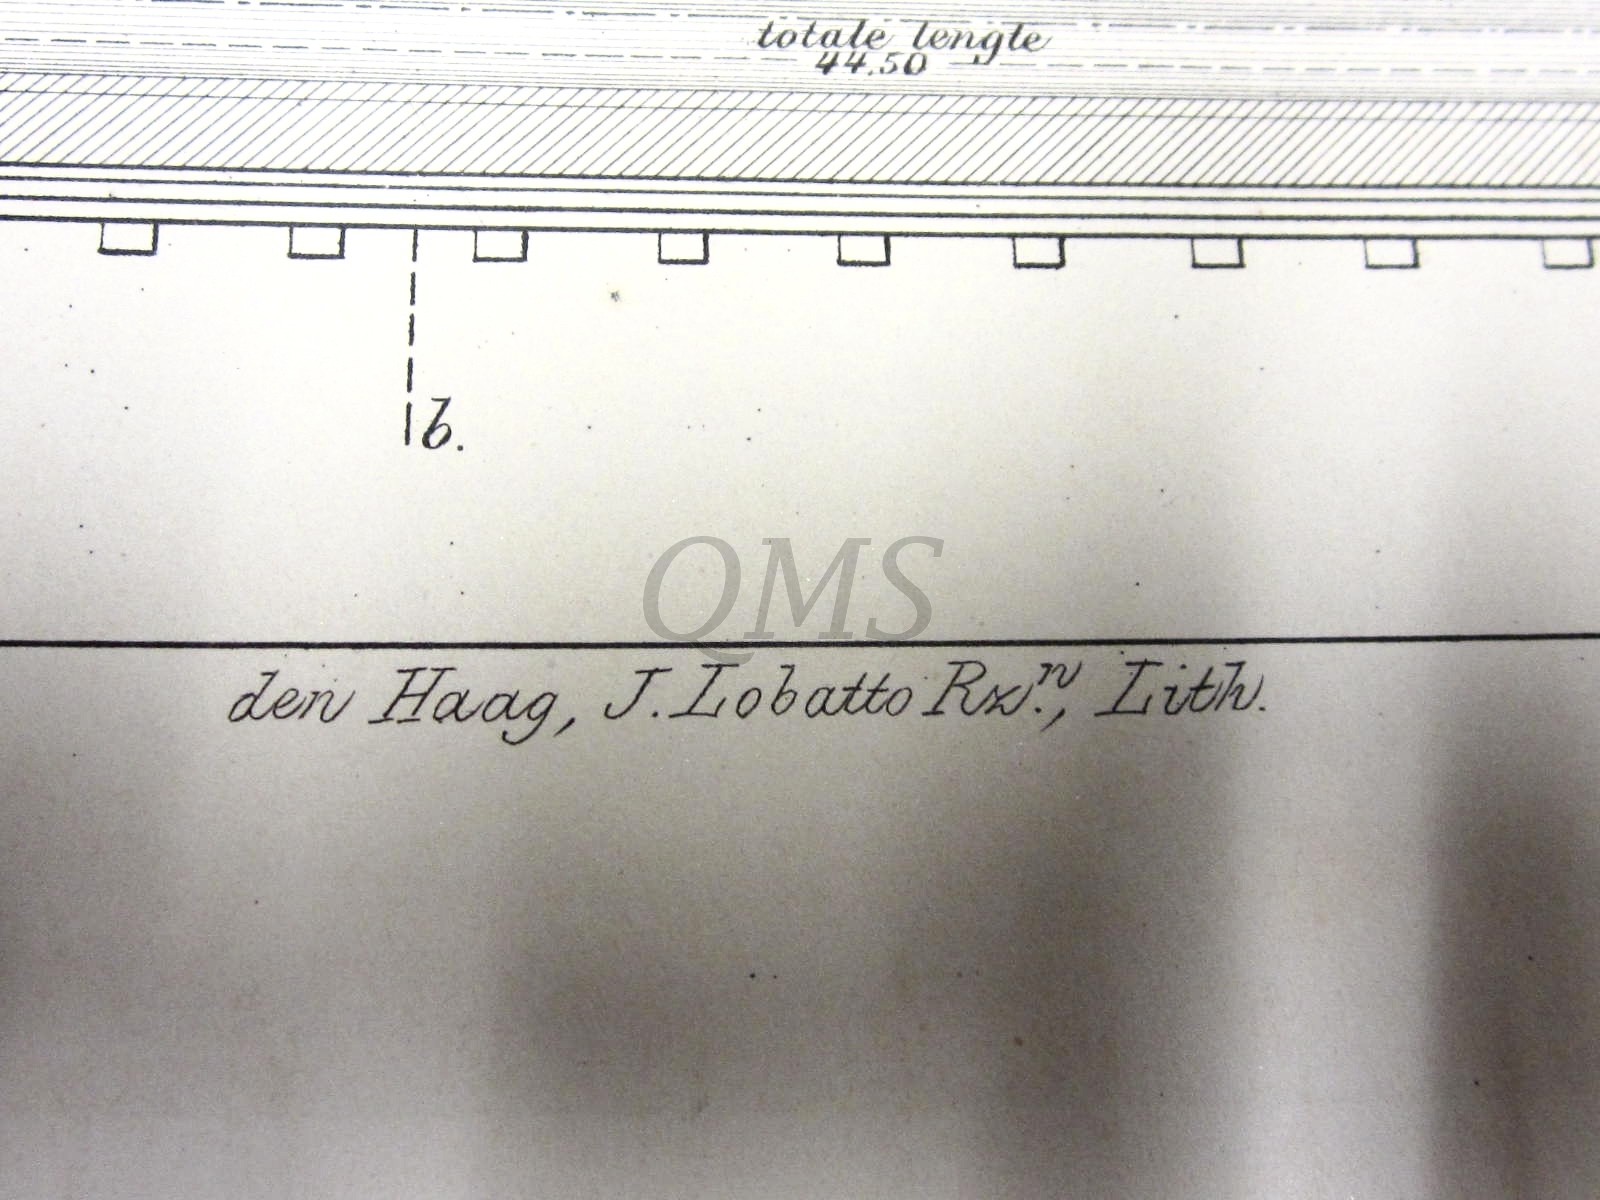 totale lengte
44.50
b.
QMS
den Haag, J. Lobatto Rz.n, Lith.